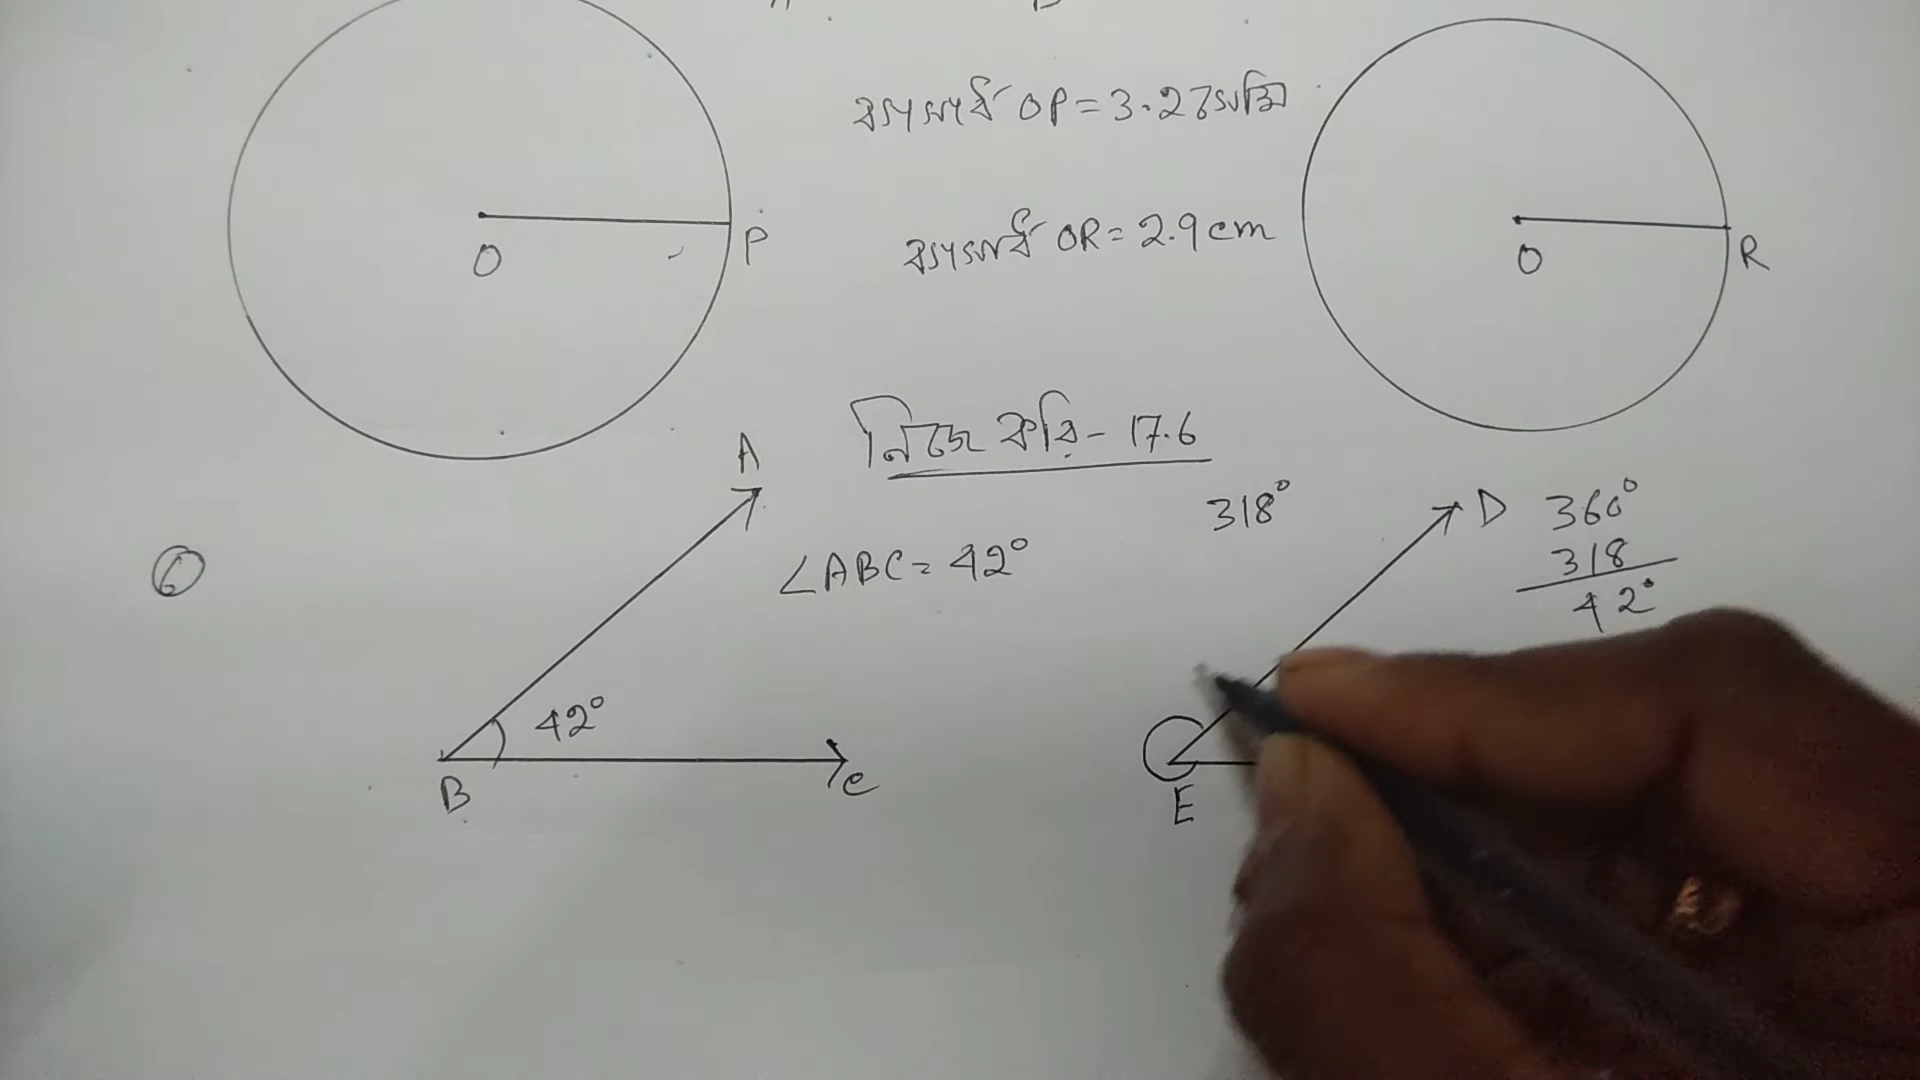 O
P
ব্যাসার্ধ OP = 3.2 সেমি
ব্যাসার্ধ OR = 2.9 cm
O
R
নিজে করি - 17.6
6
A
∠ABC = 42°
42°
B
C
318°
D
360°
318
42°
E